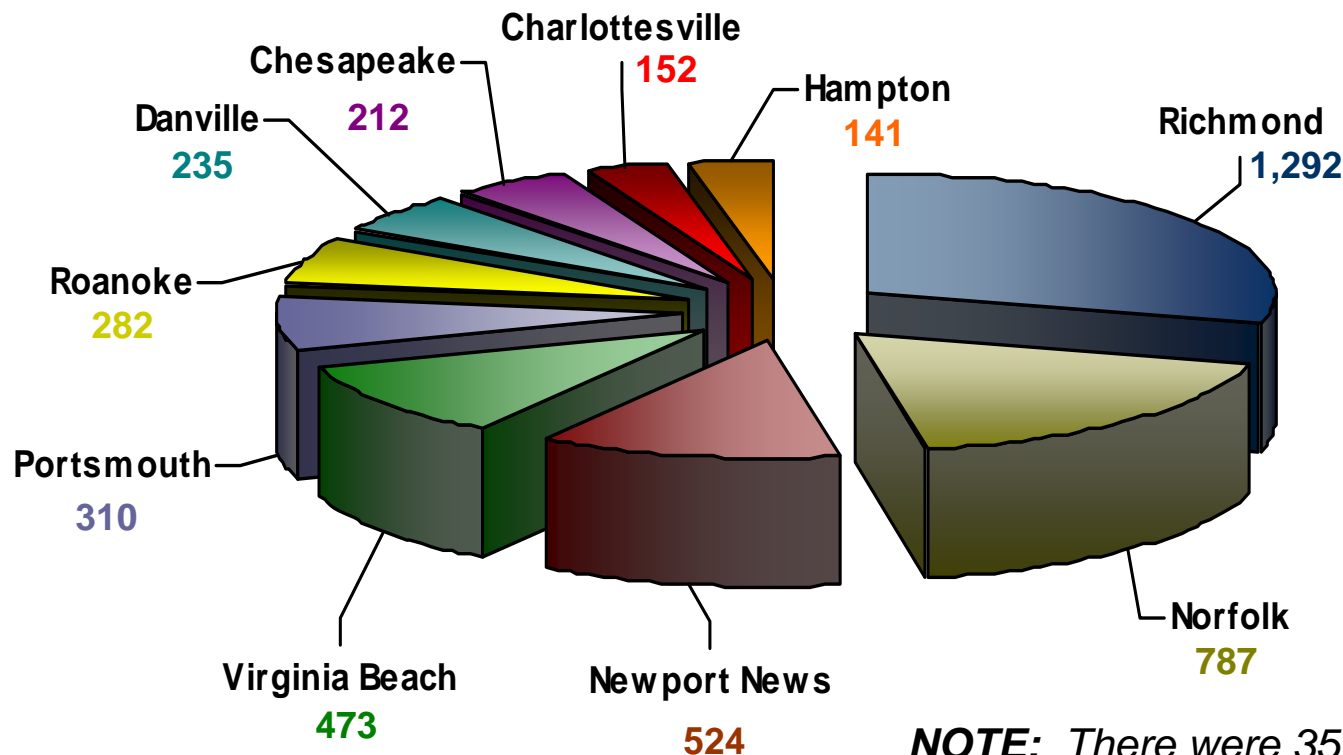 Charlottesville
152
Chesapeake
212
Hampton
141
Danville
235
Richmond
1,292
Roanoke
282
Portsmouth
310
Norfolk
787
Virginia Beach
473
Newport News
524
NOTE: There were 35